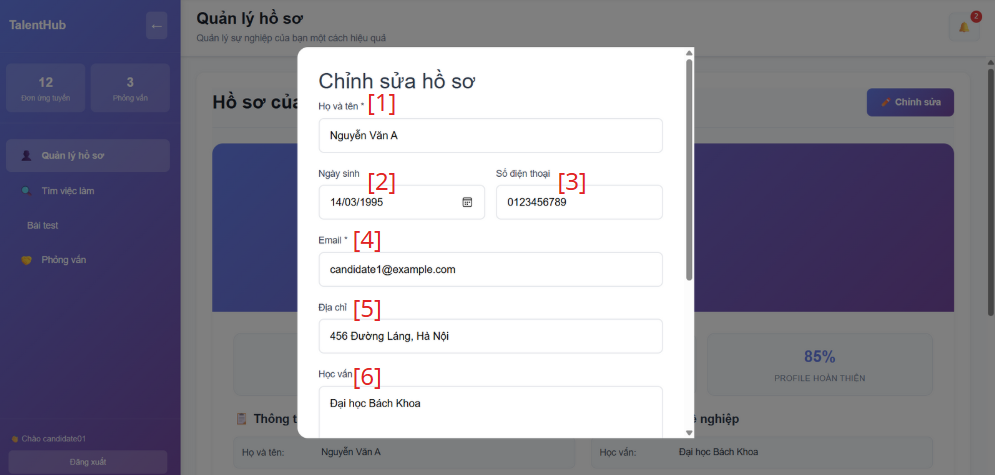 TalentHub
←
12
Đơn ứng tuyển
3
Phỏng vấn
Quản lý hồ sơ
Tìm việc làm
Bài test
Phỏng vấn
Chào candidate01
Đăng xuất
Quản lý hồ sơ
Quản lý sự nghiệp của bạn một cách hiệu quả
2
Hồ sơ của
Chỉnh sửa
Chỉnh sửa hồ sơ
Họ và tên * [1]
Nguyễn Văn A
Ngày sinh [2]
14/03/1995
Số điện thoại [3]
0123456789
Email * [4]
candidate1@example.com
Địa chỉ [5]
456 Đường Láng, Hà Nội
Học vấn [6]
Đại học Bách Khoa
85%
PROFILE HOÀN THIỆN
Thông t
nghiệp
Họ và tên: Nguyễn Văn A
Học vấn: Đại học Bách Khoa